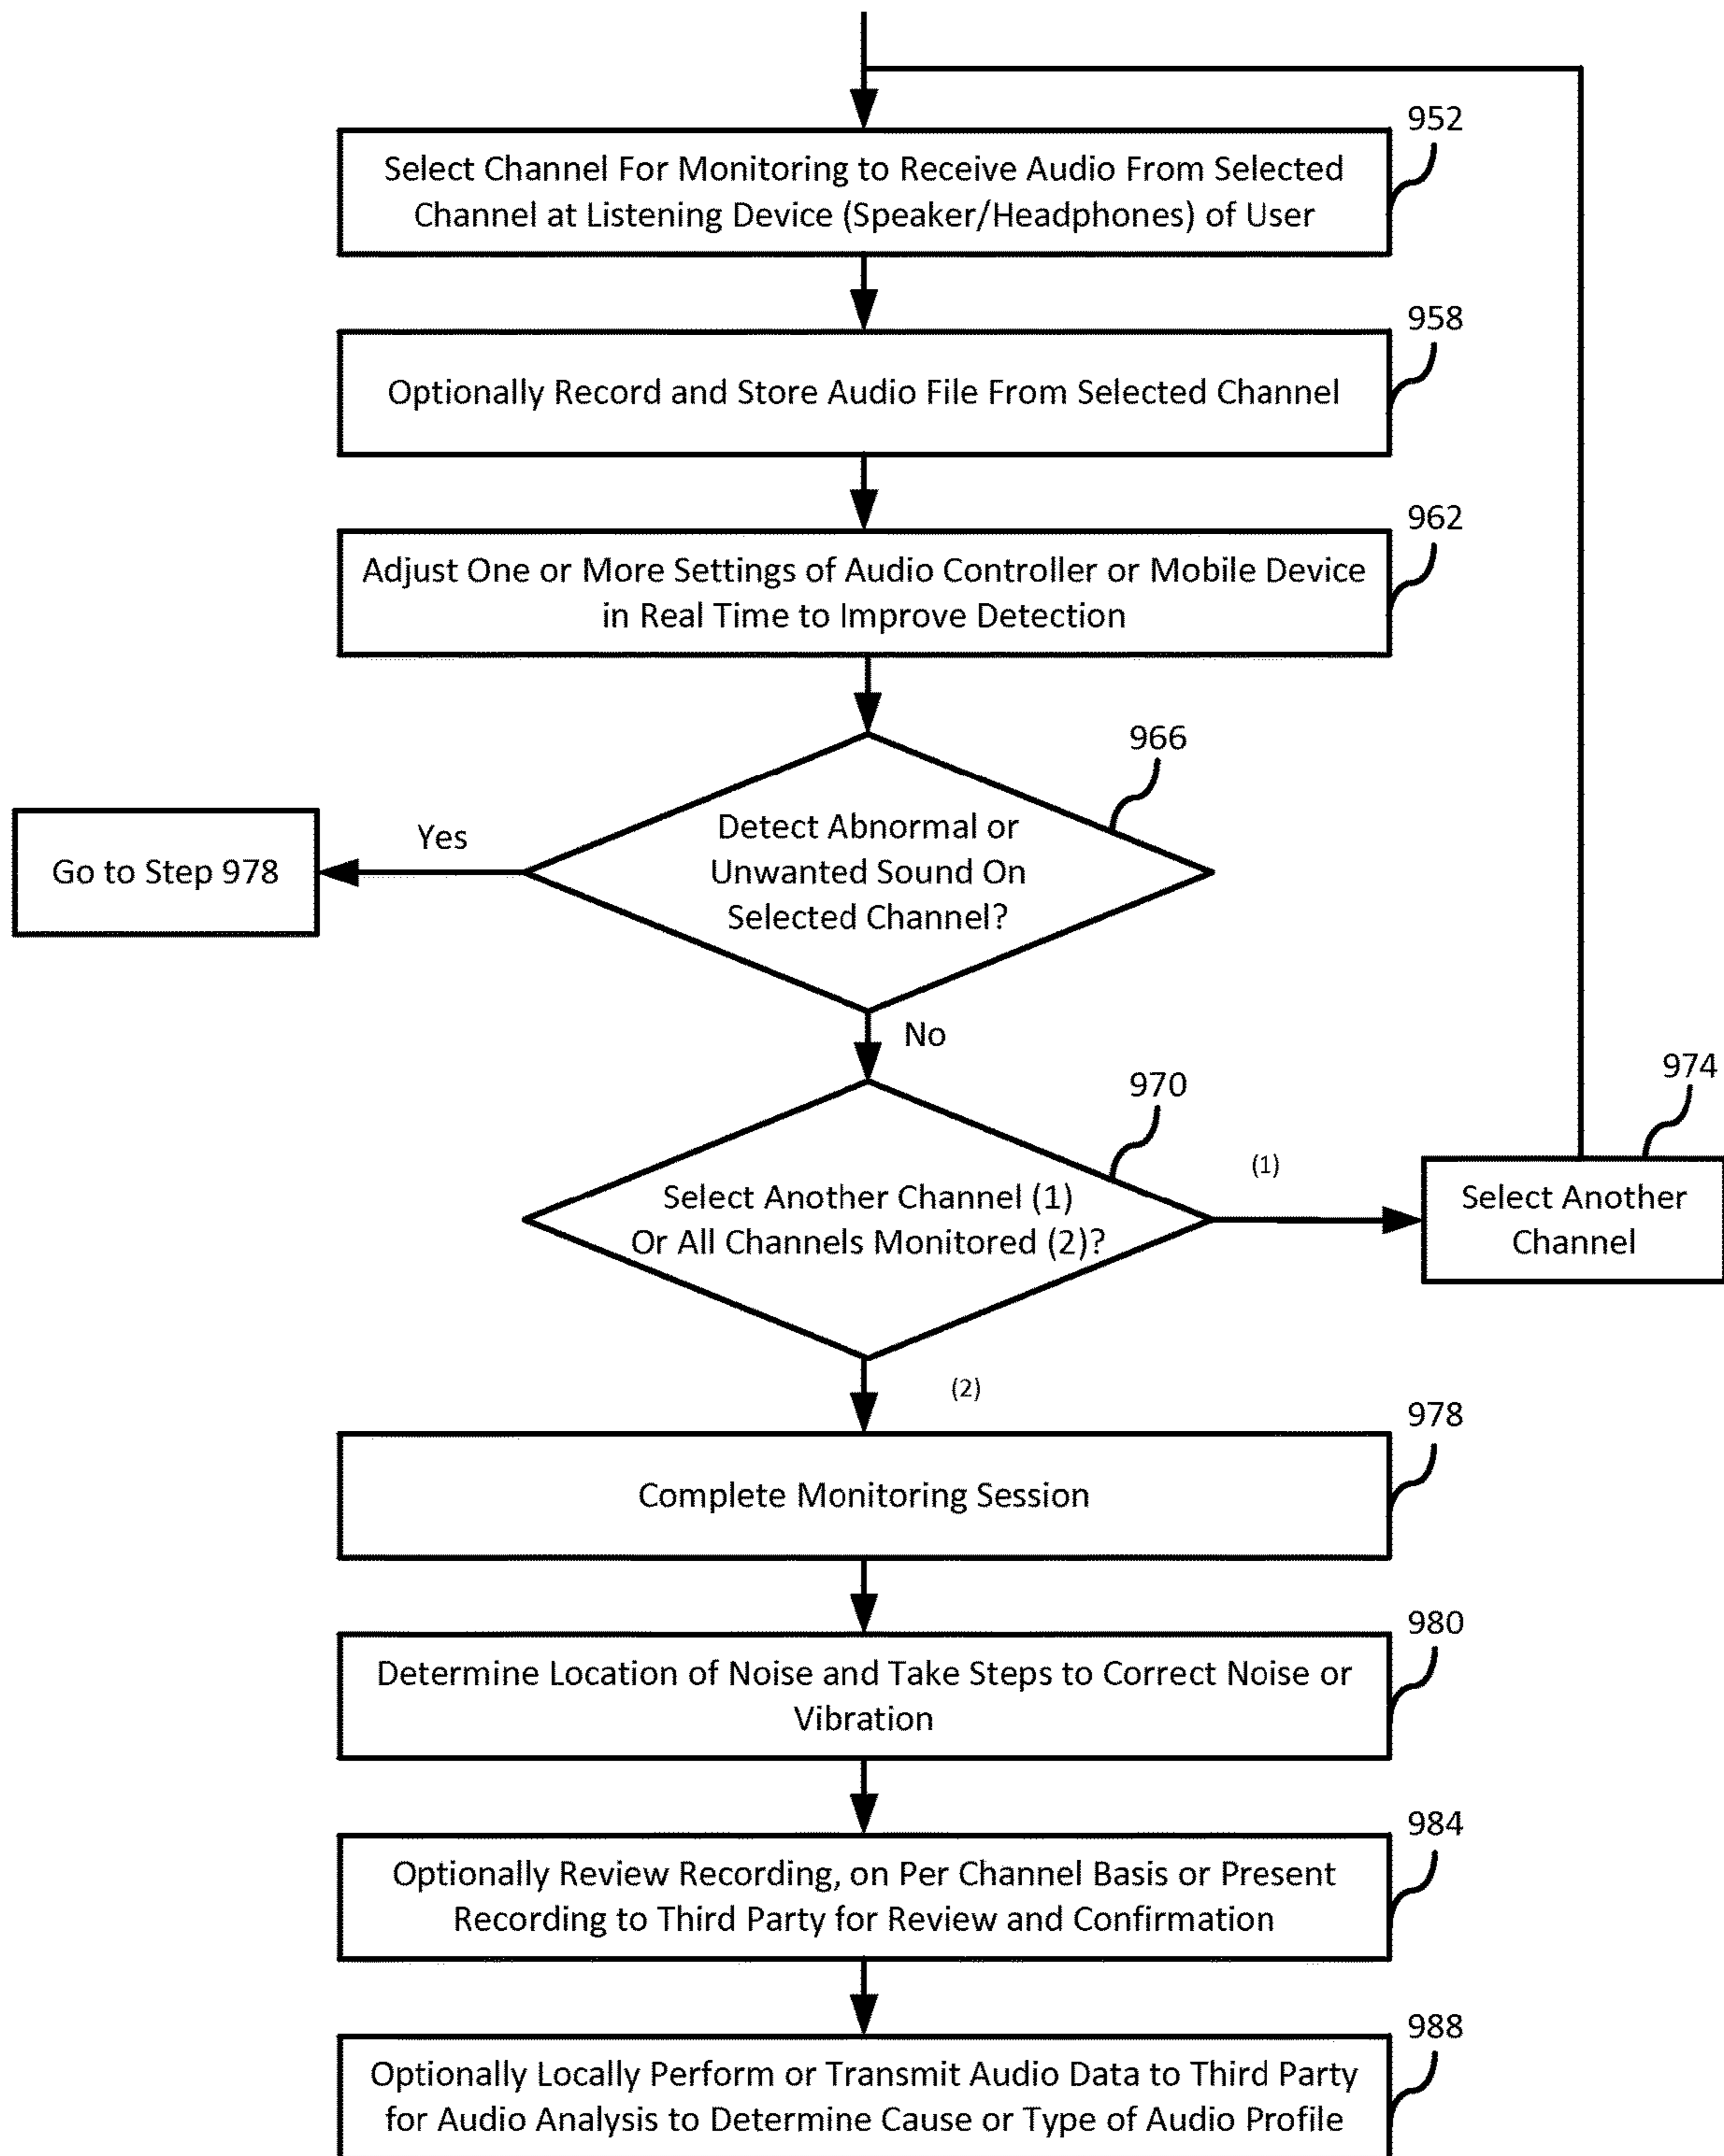 952
Select Channel For Monitoring to Receive Audio From Selected
Channel at Listening Device (Speaker/Headphones) of User
958
Optionally Record and Store Audio File From Selected Channel
962
Adjust One or More Settings of Audio Controller or Mobile Device
in Real Time to Improve Detection
966
Detect Abnormal or
Unwanted Sound On
Selected Channel?
Yes
Go to Step 978
No
970
974
Select Another Channel (1)
Or All Channels Monitored (2)?
(1)
Select Another
Channel
(2)
978
Complete Monitoring Session
980
Determine Location of Noise and Take Steps to Correct Noise or
Vibration
984
Optionally Review Recording, on Per Channel Basis or Present
Recording to Third Party for Review and Confirmation
988
Optionally Locally Perform or Transmit Audio Data to Third Party
for Audio Analysis to Determine Cause or Type of Audio Profile